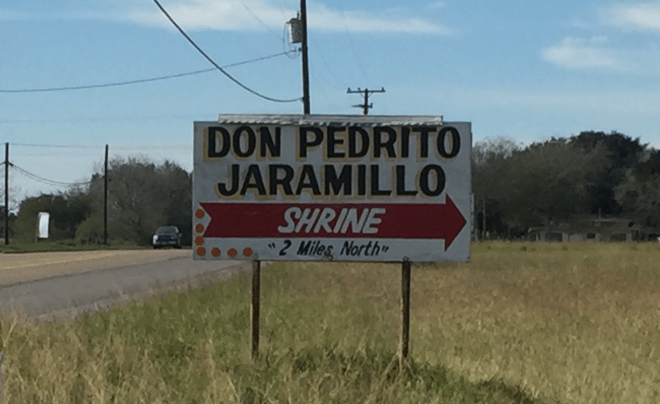 DON PEDRITO
JARAMILLO
SHRINE
"2 Miles North"